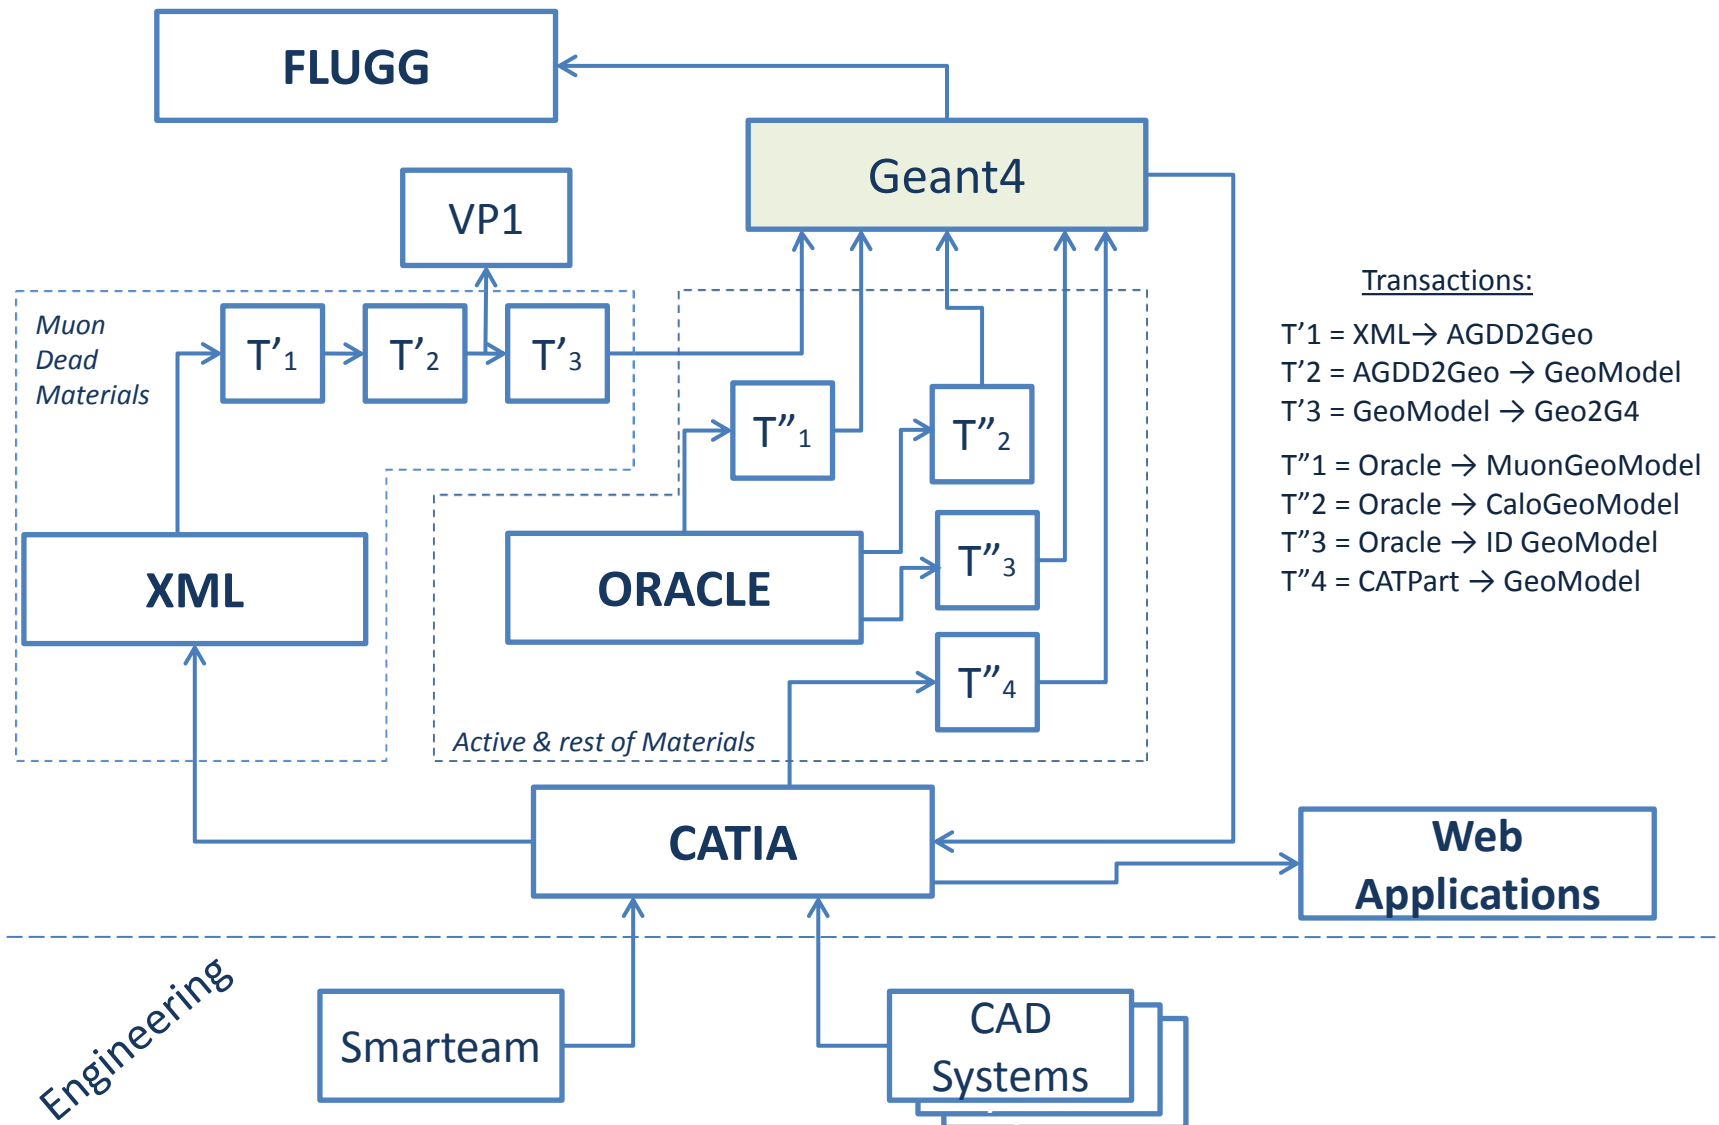 FLUGG
Geant4
VP1
Muon
Dead
Materials
T’1
T’2
T’3
Transactions:
T’1 = XML→ AGDD2Geo
T’2 = AGDD2Geo → GeoModel
T’3 = GeoModel → Geo2G4
T”1 = Oracle → MuonGeoModel
T”2 = Oracle → CaloGeoModel
T”3 = Oracle → ID GeoModel
T”4 = CATPart → GeoModel
T”1
T”2
T”3
T”4
XML
ORACLE
Active & rest of Materials
CATIA
Web
Applications
Engineering
Smarteam
CAD
Systems